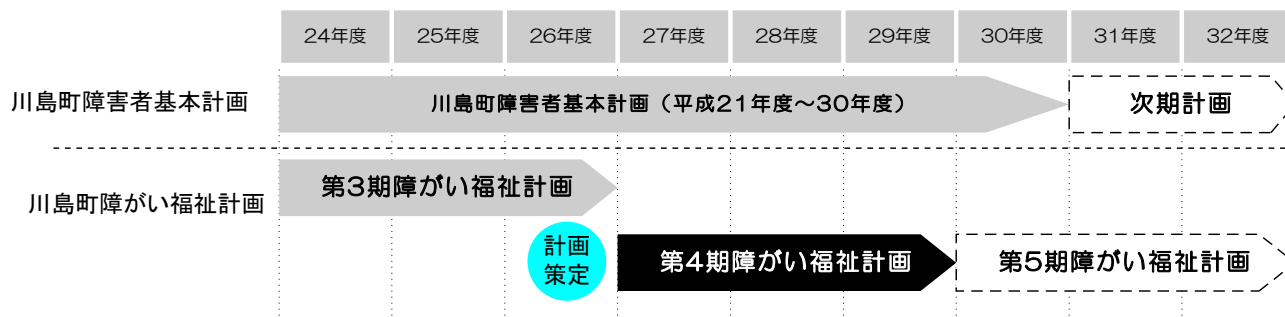 24年度 25年度 26年度 27年度 28年度 29年度 30年度 31年度 32年度
川島町障害者基本計画
川島町障害者基本計画（平成21年度～30年度）
次期計画
川島町障がい福祉計画
第3期障がい福祉計画
計画
策定
第4期障がい福祉計画
第5期障がい福祉計画